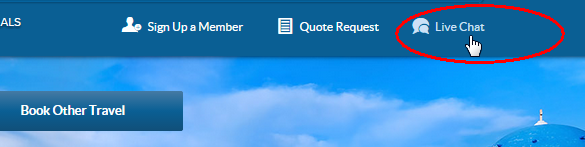 ALS
Sign Up a Member
Quote Request
Live Chat
Book Other Travel